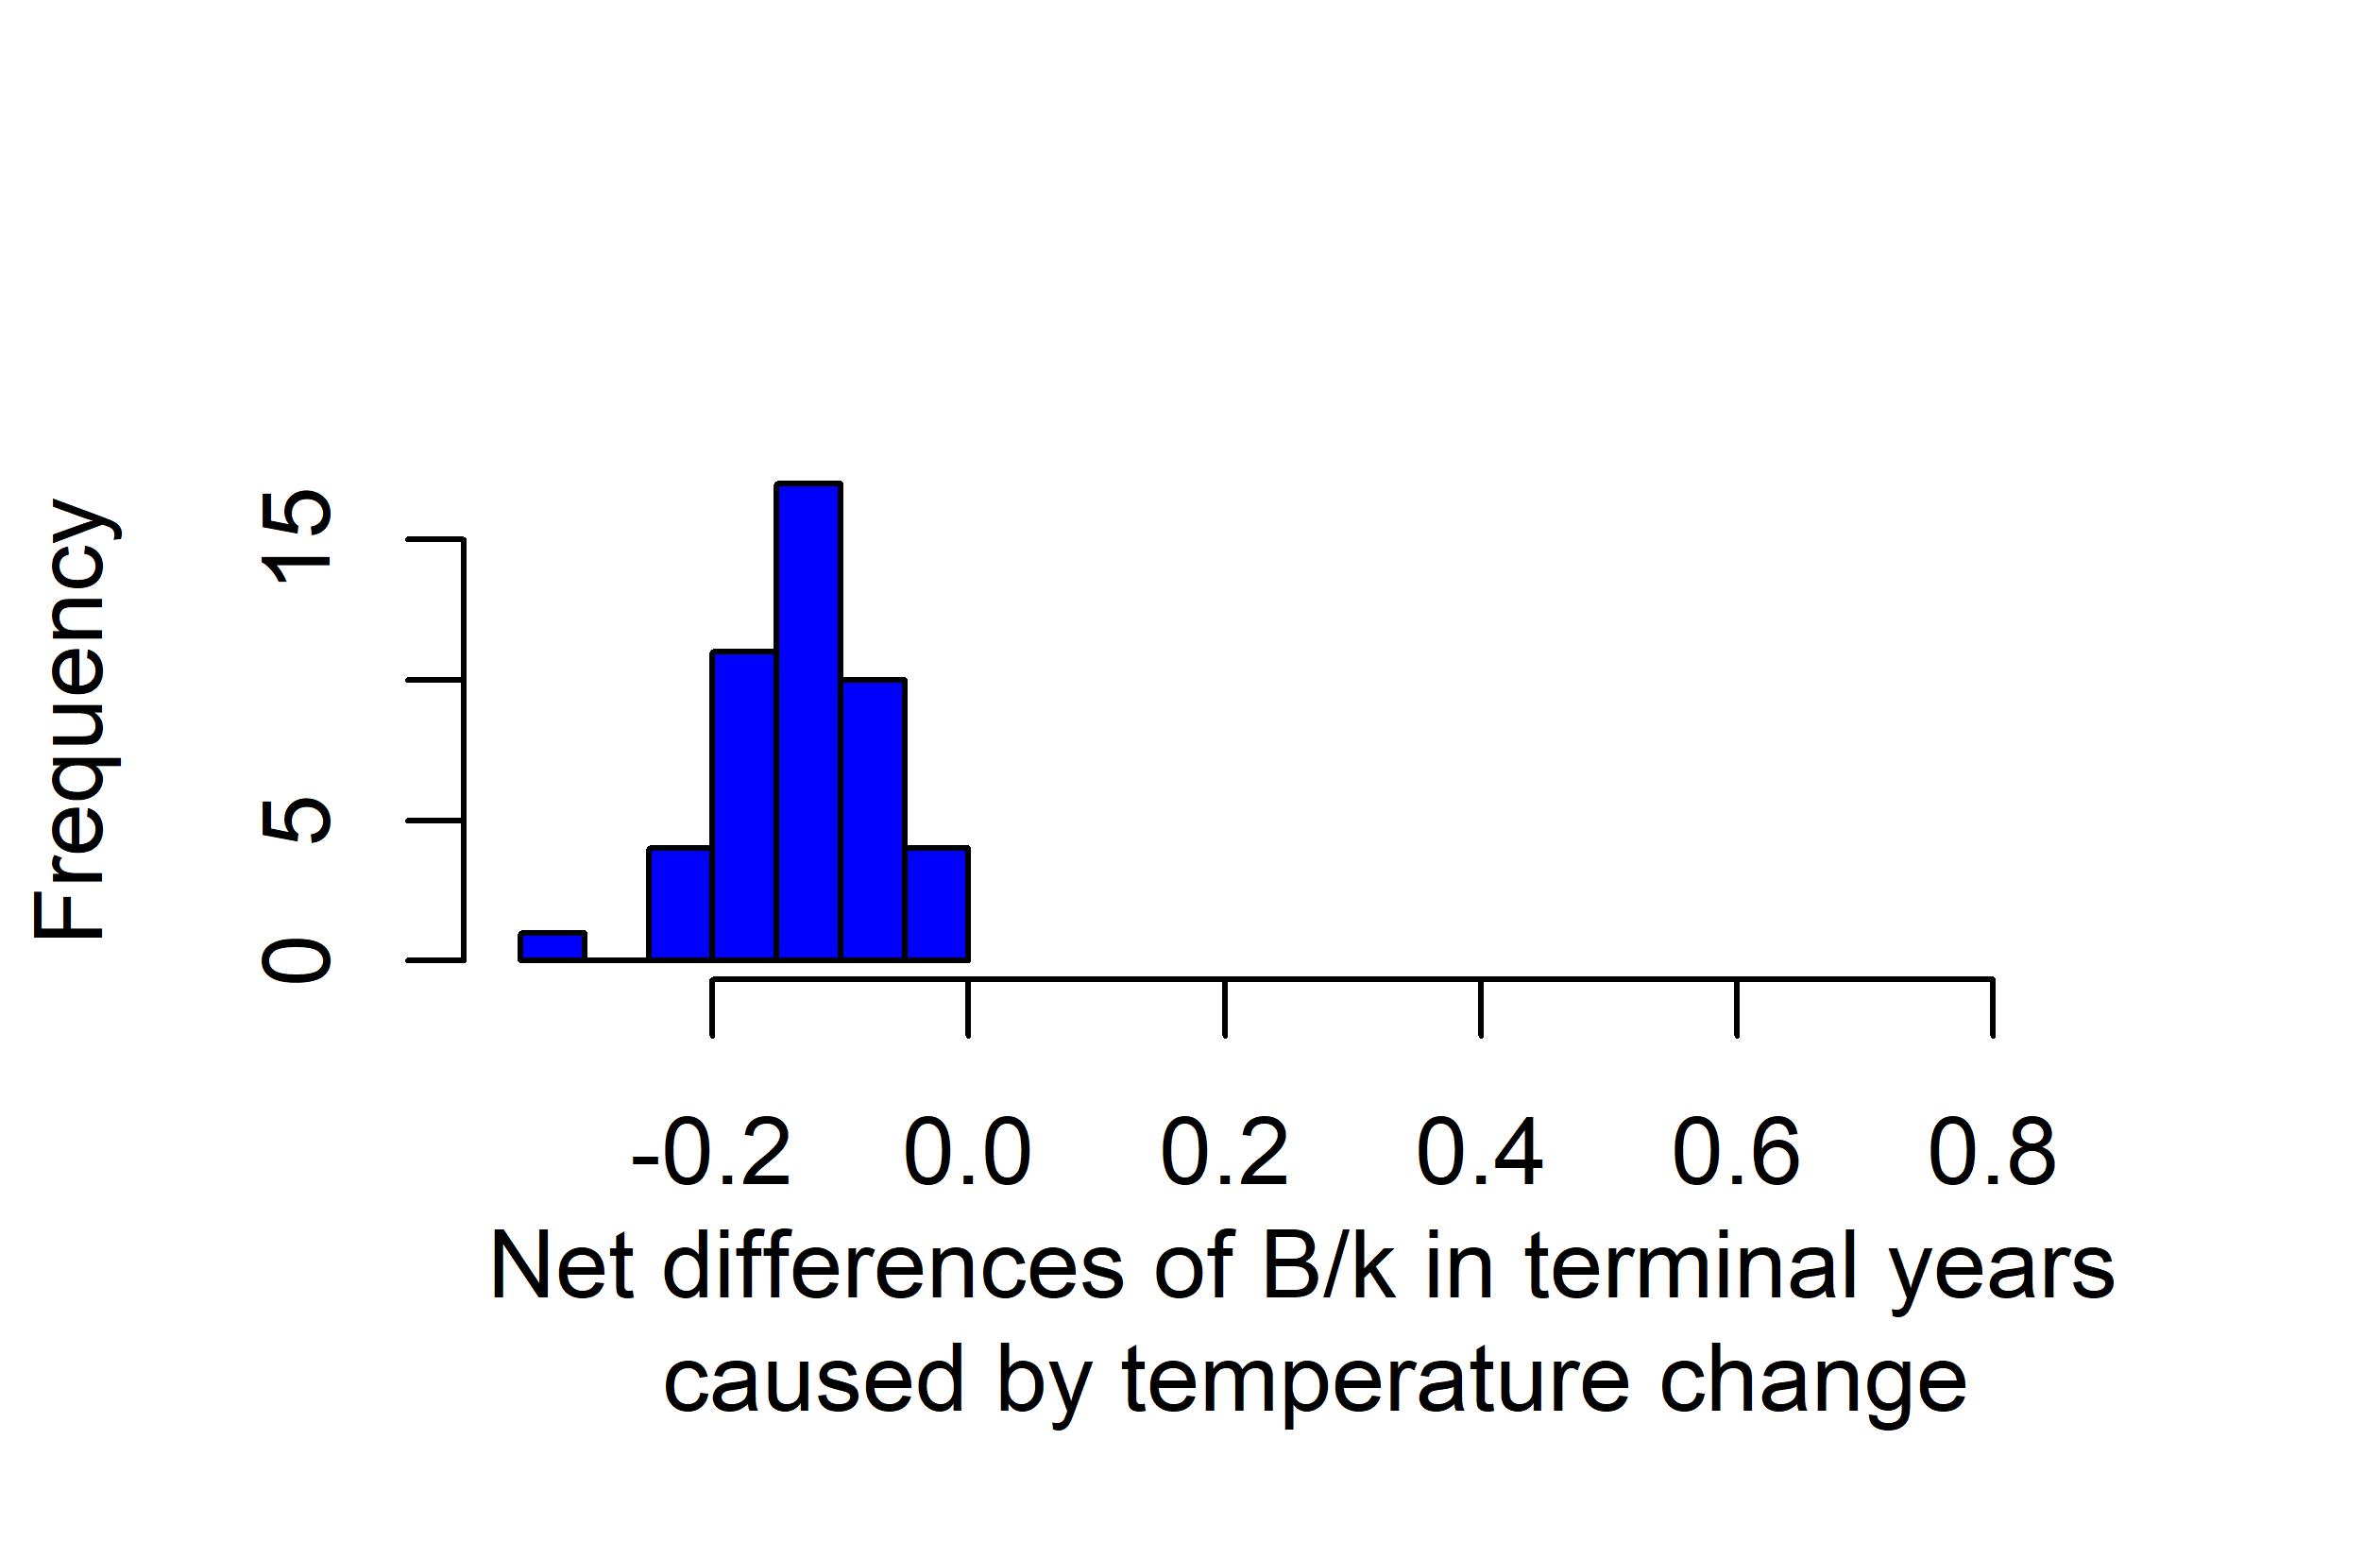 Frequency
15
5
0
-0.2 0.0 0.2 0.4 0.6 0.8
Net differences of B/k in terminal years
caused by temperature change